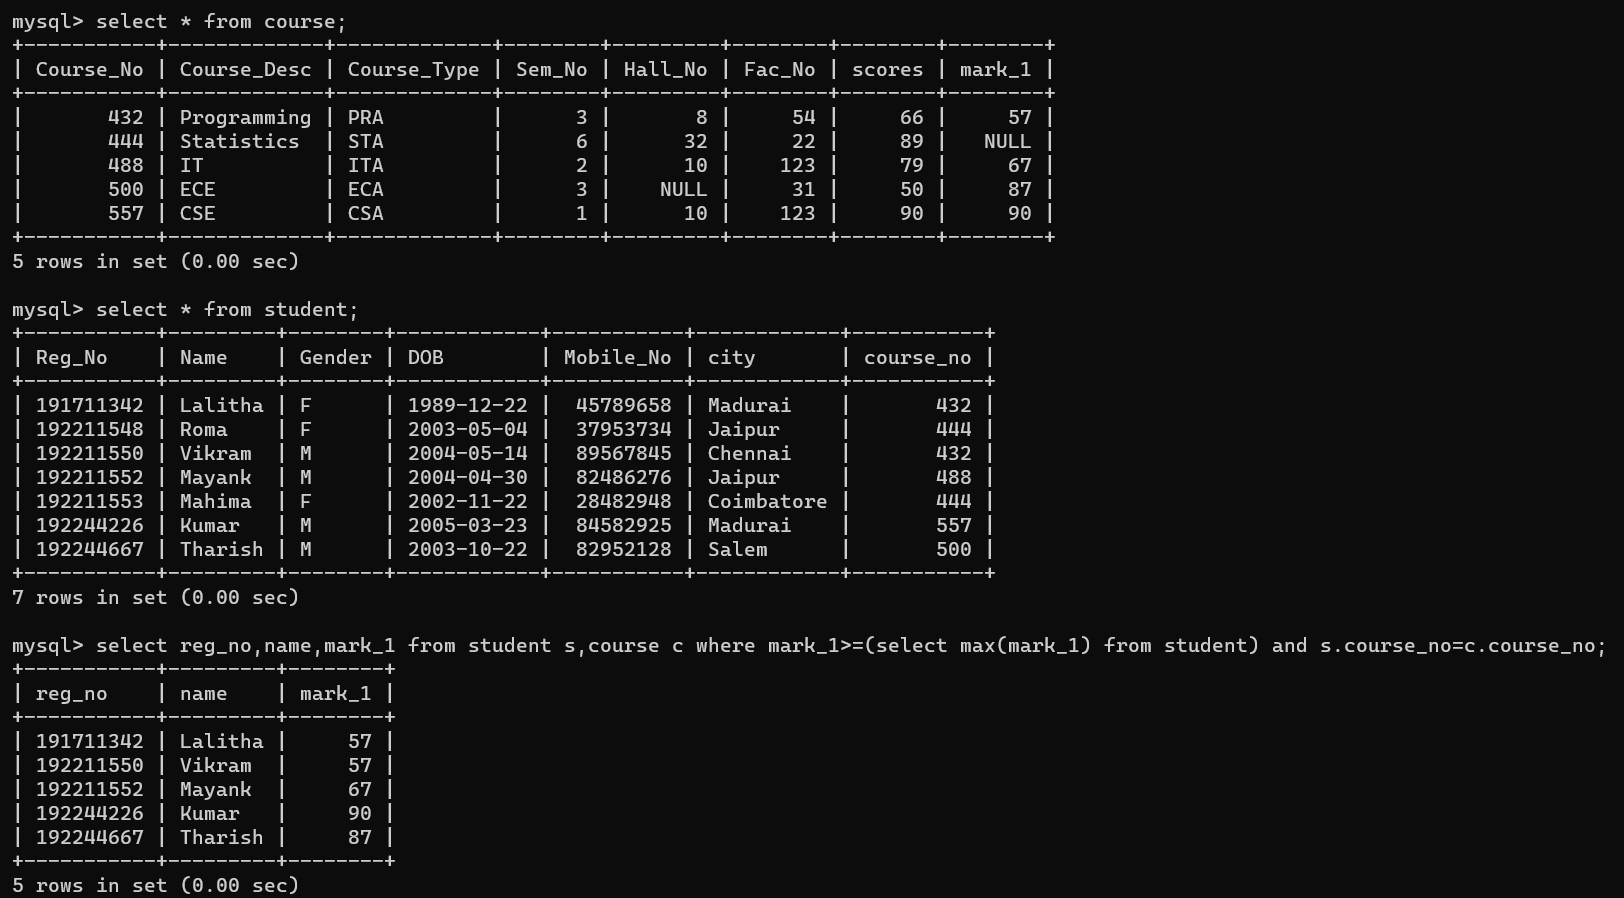 mysql> select * from course;
+-----------+-------------+-------------+--------+---------+--------+--------+--------+
| Course_No | Course_Desc | Course_Type | Sem_No | Hall_No | Fac_No | scores | mark_1 |
+-----------+-------------+-------------+--------+---------+--------+--------+--------+
|       432 | Programming | PRA         |      3 |       8 |     54 |     66 |     57 |
|       444 | Statistics  | STA         |      6 |      32 |     22 |     89 |   NULL |
|       488 | IT          | ITA         |      2 |      10 |    123 |     79 |     67 |
|       500 | ECE         | ECA         |      3 |    NULL |     31 |     50 |     87 |
|       557 | CSE         | CSA         |      1 |      10 |    123 |     90 |     90 |
+-----------+-------------+-------------+--------+---------+--------+--------+--------+
5 rows in set (0.00 sec)

mysql> select * from student;
+-----------+---------+--------+------------+-----------+------------+-----------+
| Reg_No    | Name    | Gender | DOB        | Mobile_No | city       | course_no |
+-----------+---------+--------+------------+-----------+------------+-----------+
| 191711342 | Lalitha | F      | 1989-12-22 |  45789658 | Madurai    |       432 |
| 192211548 | Roma    | F      | 2003-05-04 |  37953734 | Jaipur     |       444 |
| 192211550 | Vikram  | M      | 2004-05-14 |  89567845 | Chennai    |       432 |
| 192211552 | Mayank  | M      | 2004-04-30 |  82486276 | Jaipur     |       488 |
| 192211553 | Mahima  | F      | 2002-11-22 |  28482948 | Coimbatore |       444 |
| 192244226 | Kumar   | M      | 2005-03-23 |  84582925 | Madurai    |       557 |
| 192244667 | Tharish | M      | 2003-10-22 |  82952128 | Salem      |       500 |
+-----------+---------+--------+------------+-----------+------------+-----------+
7 rows in set (0.00 sec)

mysql> select reg_no,name,mark_1 from student s,course c where mark_1>=(select max(mark_1) from student) and s.course_no=c.course_no;
+-----------+---------+--------+
| reg_no    | name    | mark_1 |
+-----------+---------+--------+
| 191711342 | Lalitha |     57 |
| 192211550 | Vikram  |     57 |
| 192211552 | Mayank  |     67 |
| 192244226 | Kumar   |     90 |
| 192244667 | Tharish |     87 |
+-----------+---------+--------+
5 rows in set (0.00 sec)